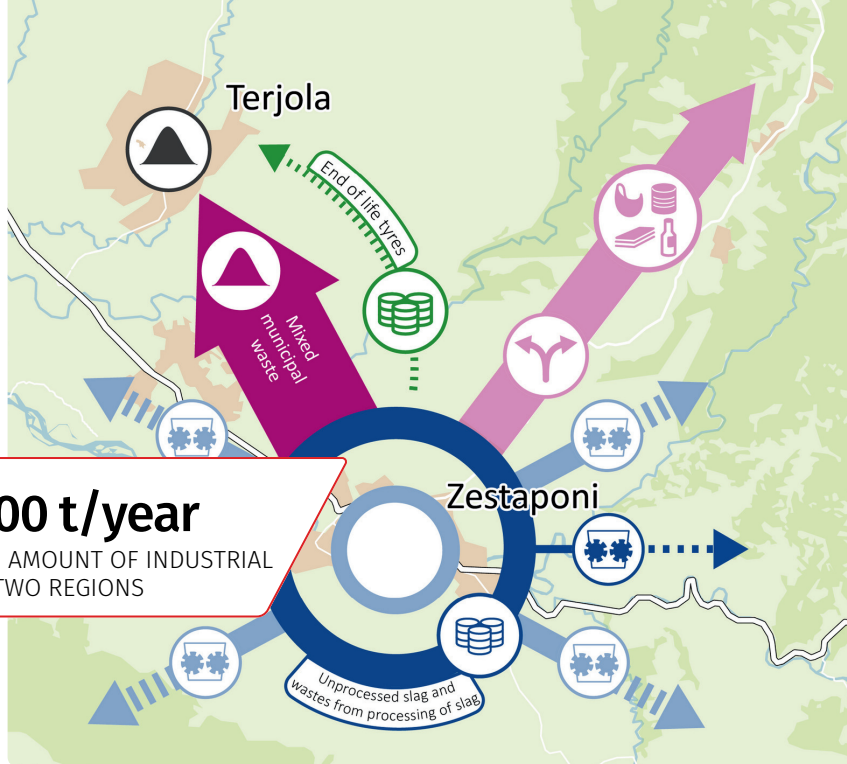 Terjola
End of life tyres
Mixed
municipal
waste
Zestaponi
00 t/year
AMOUNT OF INDUSTRIAL
TWO REGIONS
Unprocessed slag and
wastes from processing of slag